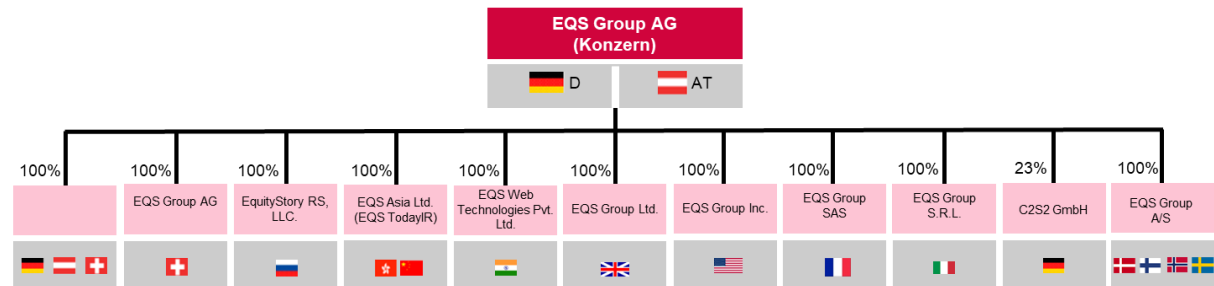 EQS Group AG
(Konzern)
D
AT
100%
100%
100%
100%
100%
100%
100%
100%
100%
23%
100%
EQS Group AG
EquityStory RS,
LLC.
EQS Asia Ltd.
(EQS TodayIR)
EQS Web
Technologies Pvt.
Ltd.
EQS Group Ltd.
EQS Group Inc.
EQS Group
SAS
EQS Group
S.R.L.
C2S2 GmbH
EQS Group
A/S